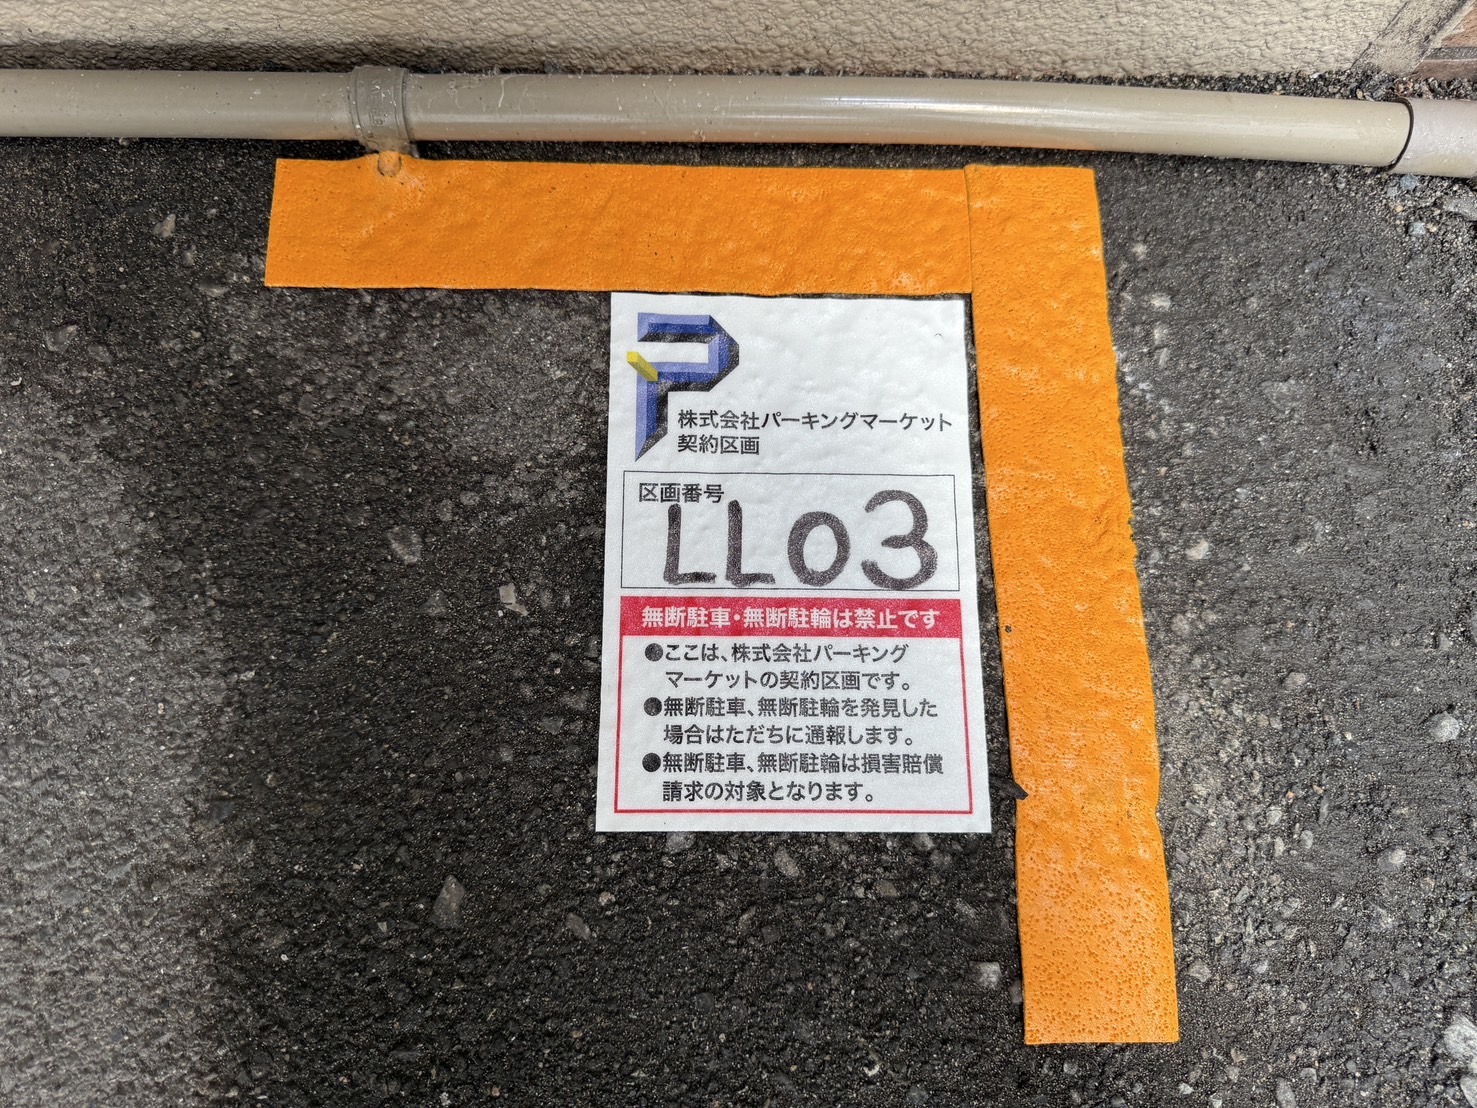 株式会社パーキングマーケット
契約区画
区画番号
LL03
無断駐車・無断駐輪は禁止です
●ここは、株式会社パーキング
マーケットの契約区画です。
●無断駐車、無断駐輪を発見した
場合はただちに通報します。
●無断駐車、無断駐輪は損害賠償
請求の対象となります。